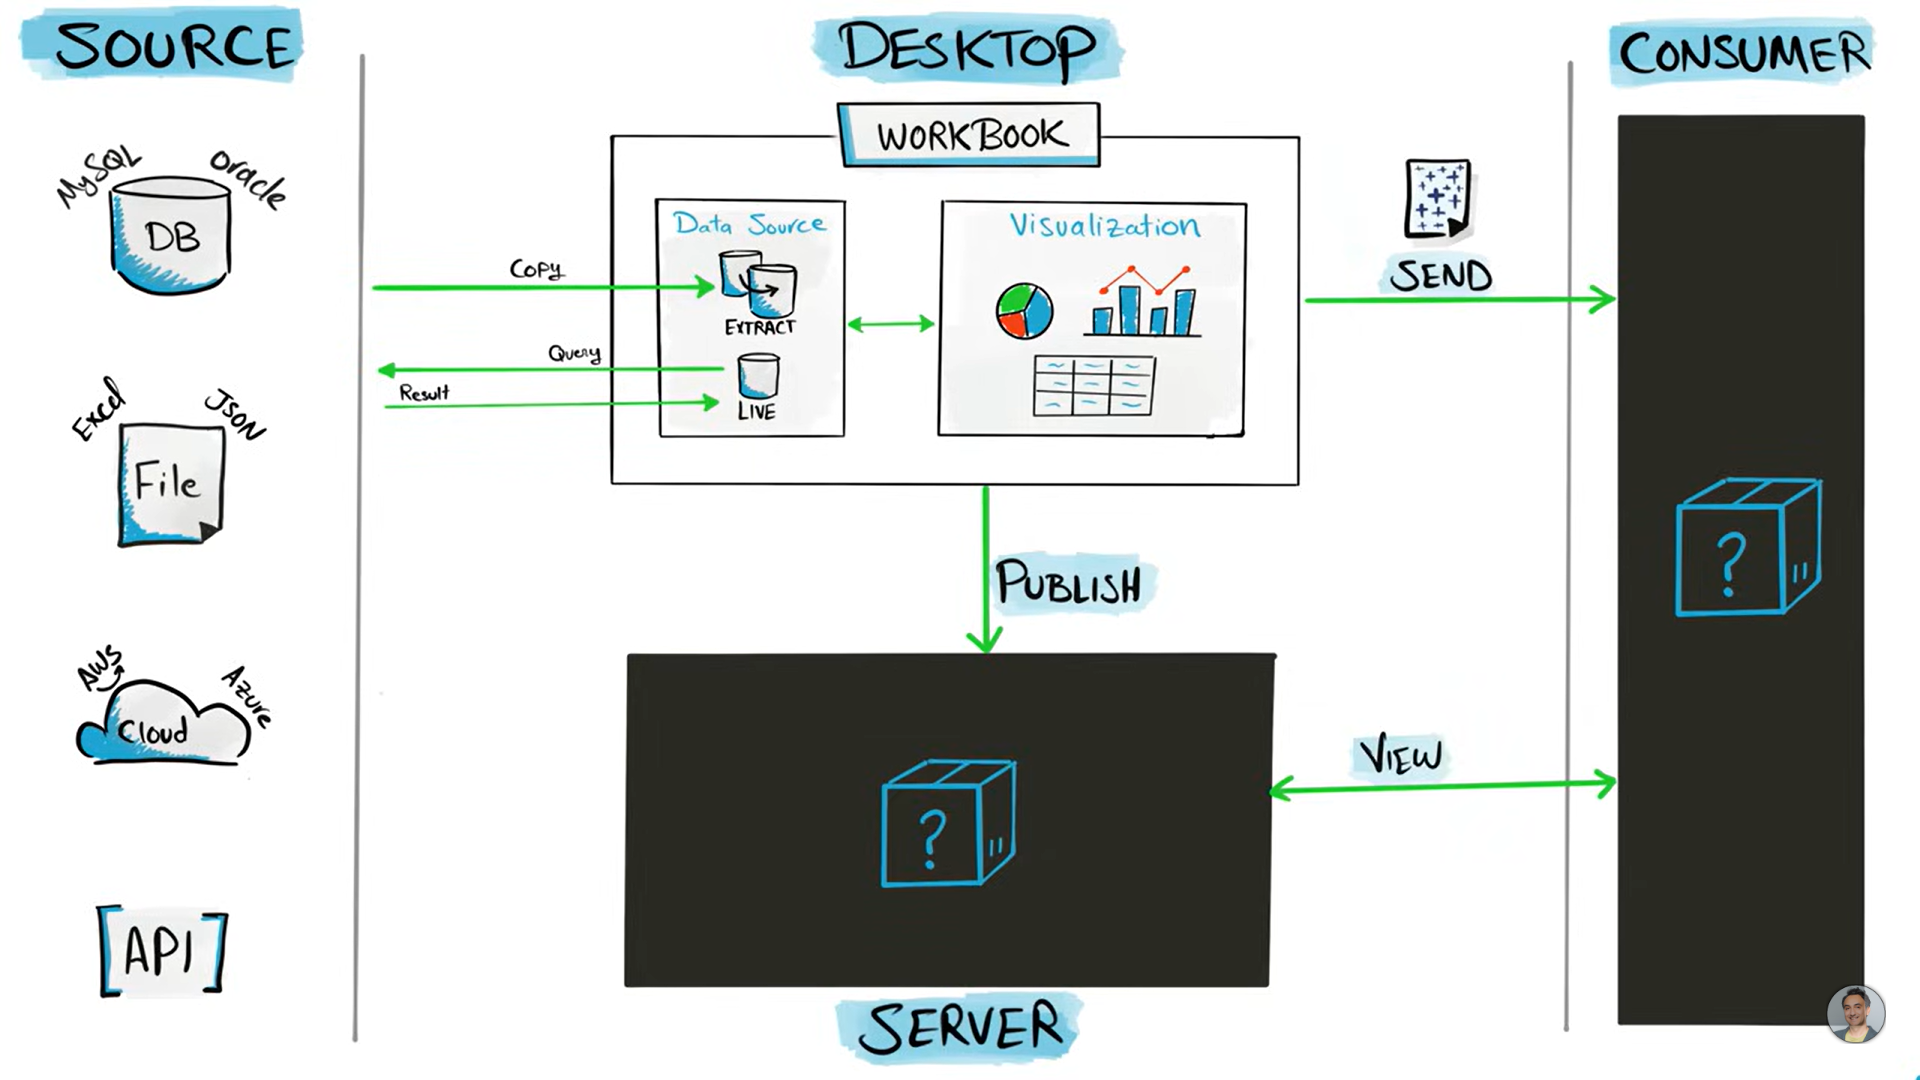 SOURCE
MySQL
Oracle
DB
Excel
JSON
File
AWS
Azure
Cloud
API
DESKTOP
WORKBOOK
Data Source
Copy
EXTRACT
Query
Result
LIVE
Visualization
PUBLISH
?
SERVER
SEND
VIEW
CONSUMER
?